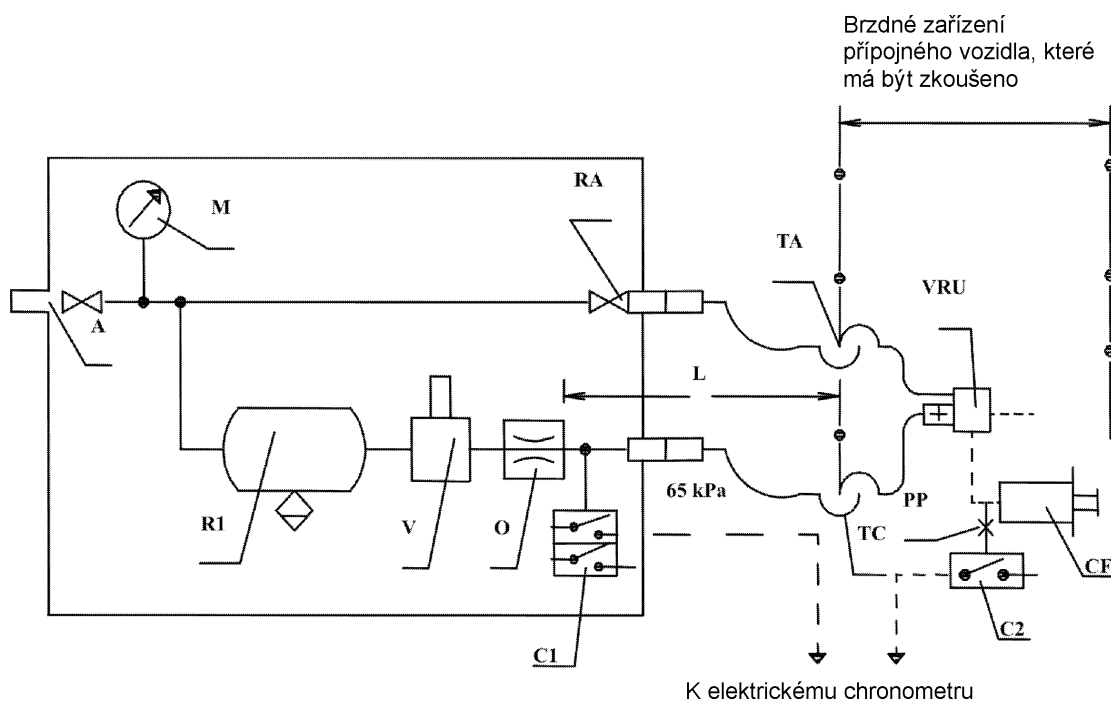 Brzdné zařízení
přípojného vozidla, které
má být zkoušeno
RA
M
TA
VRU
A
L
65 kPa
PP
R1
V
O
TC
CF
C2
C1
K elektrickému chronometru